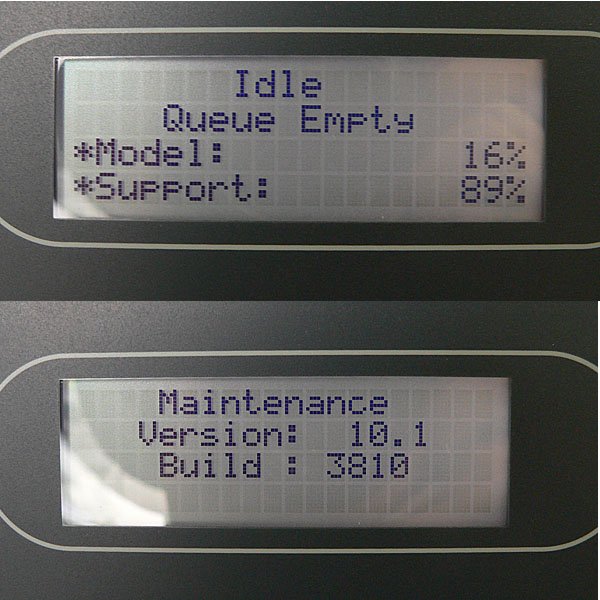 Idle
Queue Empty
*Model: 16%
*Support: 89%
Maintenance
Version: 10.1
Build : 3810